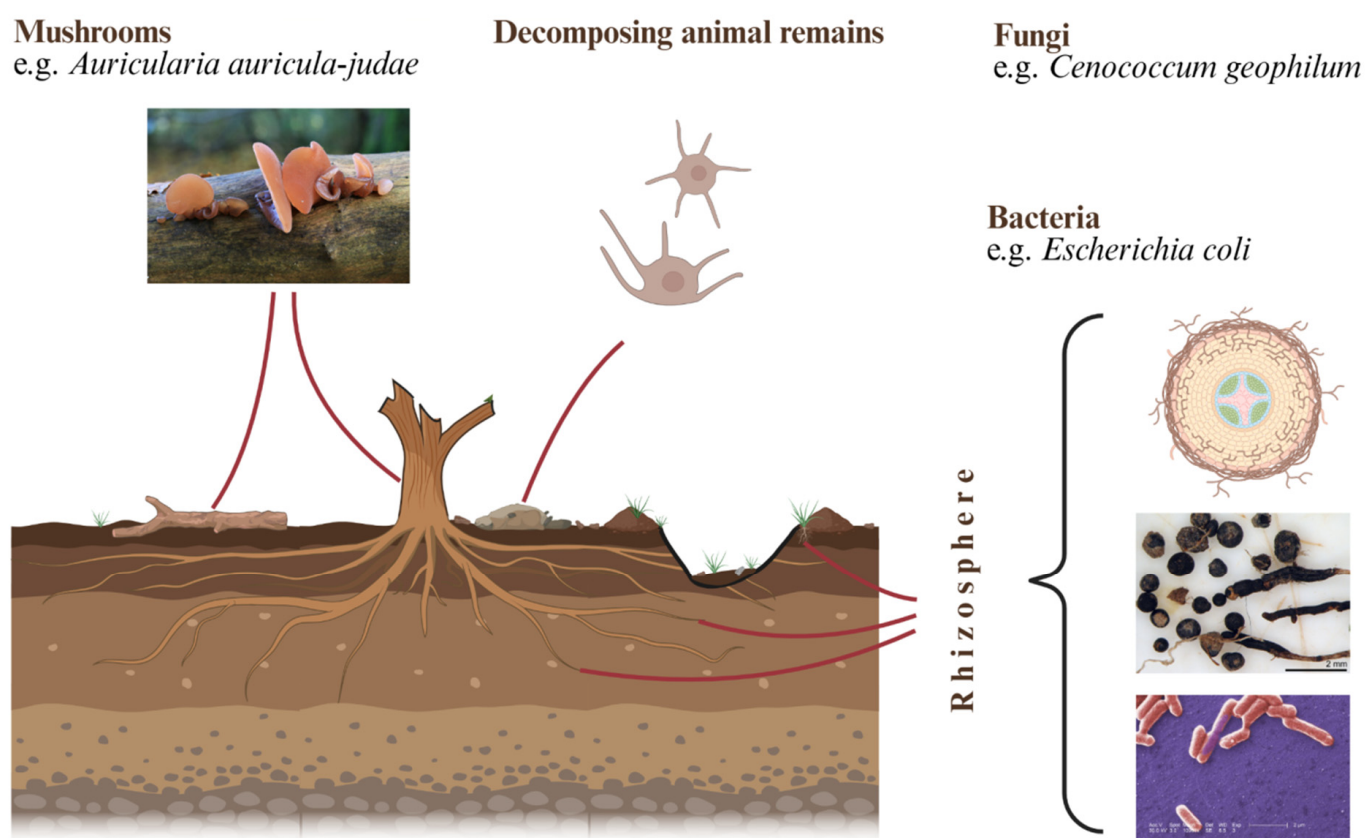 Mushrooms
e.g. Auricularia auricula-judae
Decomposing animal remains
Fungi
e.g. Cenococcum geophilum
Bacteria
e.g. Escherichia coli
Rhizosphere
2 mm